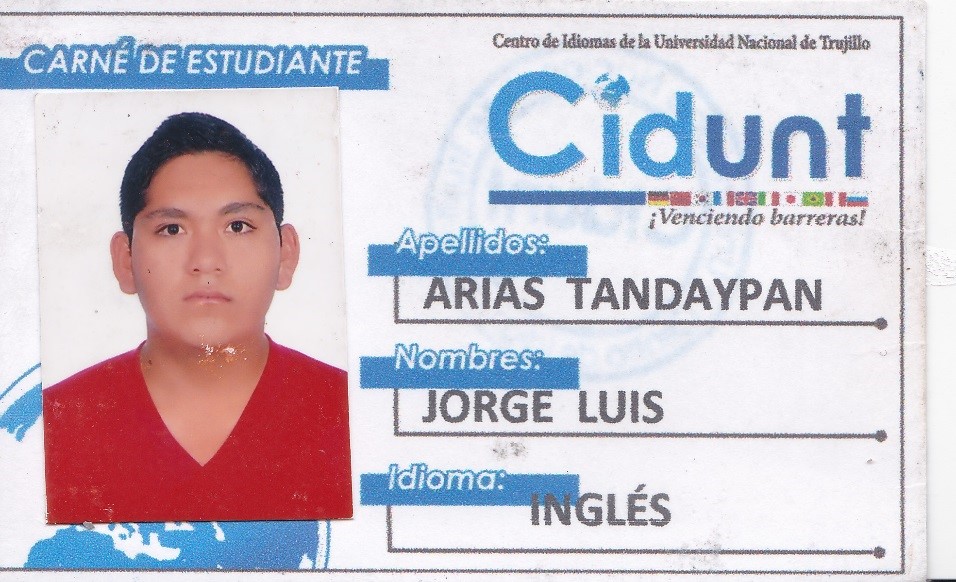 CARNÉ DE ESTUDIANTE
Centro de Idiomas de la Universidad Nacional de Trujillo
Cidunt
¡Venciendo barreras!
Apellidos:
ARIAS TANDAYPAN
Nombres:
JORGE LUIS
Idioma:
INGLÉS